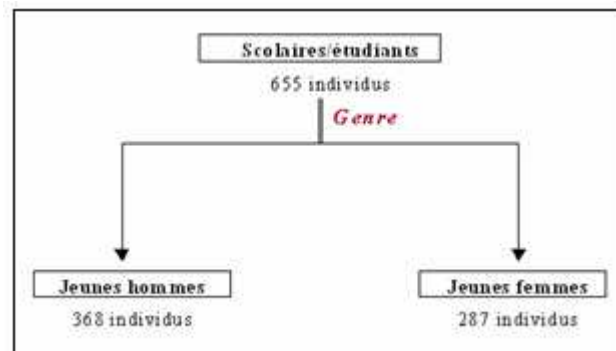 Scolaires/étudiants
655 individus
Genre
Jeunes hommes
368 individus
Jeunes femmes
287 individus